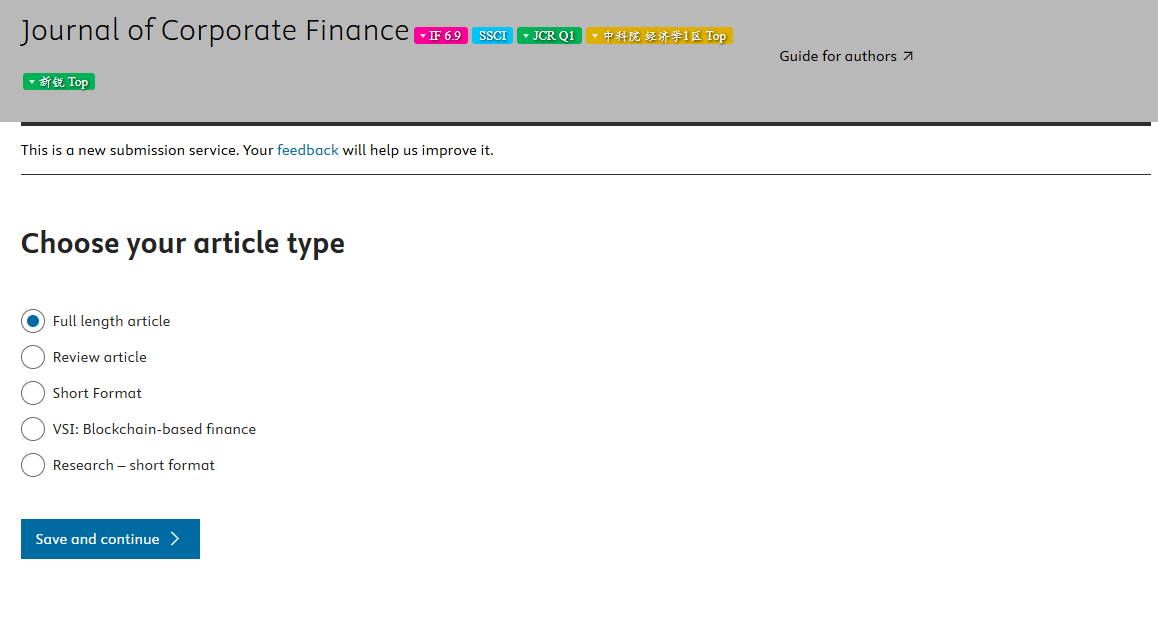 Journal of Corporate Finance IF 6.9 SSCI JCR Q1 中科院 经济学1区 Top
Guide for authors
新锐 Top
This is a new submission service. Your feedback will help us improve it.
Choose your article type
Full length article
Review article
Short Format
VSI: Blockchain-based finance
Research – short format
Save and continue